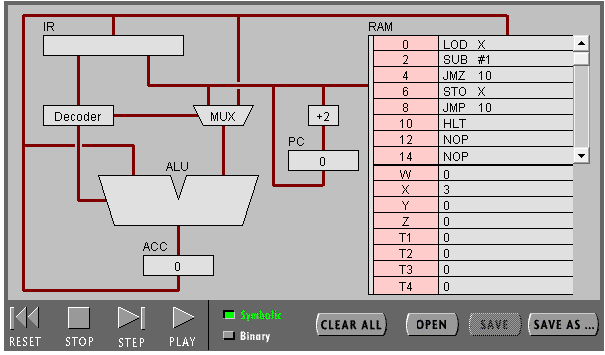 IR
RAM
0 LOD X
2 SUB #1
4 JMZ 10
6 STO X
8 JMP 10
10 HLT
12 NOP
14 NOP
Decoder
MUX
+2
PC
0
ALU
W 0
X 3
Y 0
Z 0
T1 0
T2 0
T3 0
T4 0
ACC
0
Symbolic
Binary
RESET STOP STEP PLAY
CLEAR ALL OPEN SAVE SAVE AS ...